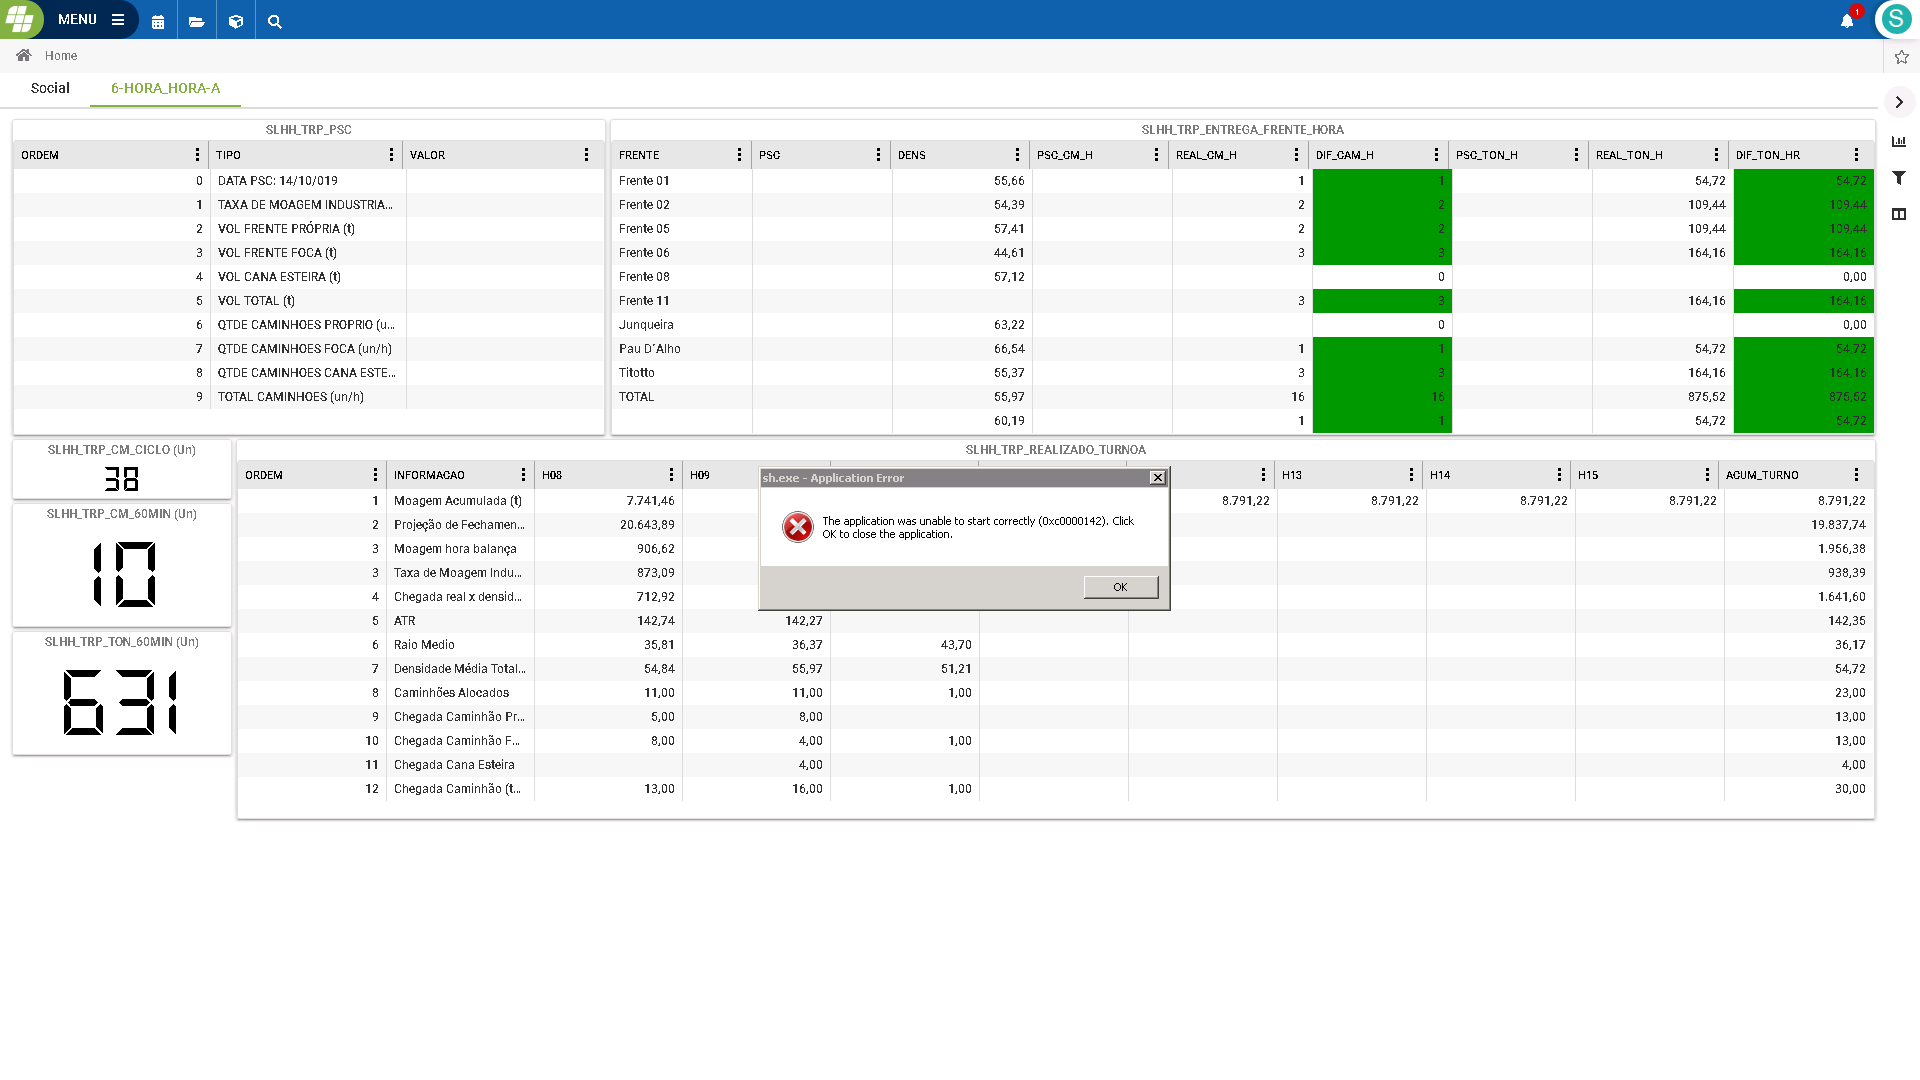 MENU
1
S
Home
Social 6-HORA_HORA-A
SLHH_TRP_PSC
ORDEM TIPO VALOR
0 DATA PSC: 14/10/019
1 TAXA DE MOAGEM INDUSTRIA...
2 VOL FRENTE PRÓPRIA (t)
3 VOL FRENTE FOCA (t)
4 VOL CANA ESTEIRA (t)
5 VOL TOTAL (t)
6 QTDE CAMINHOES PROPRIO (u...
7 QTDE CAMINHOES FOCA (un/h)
8 QTDE CAMINHOES CANA ESTE...
9 TOTAL CAMINHOES (un/h)
SLHH_TRP_ENTREGA_FRENTE_HORA
FRENTE PSC DENS PSC_CM_H REAL_CM_H DIF_CAM_H PSC_TON_H REAL_TON_H DIF_TON_HR
Frente 01 55,66 1 1 54,72 54,72
Frente 02 54,39 2 2 109,44 109,44
Frente 05 57,41 2 2 109,44 109,44
Frente 06 44,61 3 3 164,16 164,16
Frente 08 57,12 0 0,00
Frente 11 3 3 164,16 164,16
Junqueira 63,22 0 0,00
Pau D´Alho 66,54 1 1 54,72 54,72
Titotto 55,37 3 3 164,16 164,16
TOTAL 55,97 16 16 875,52 875,52
60,19 1 1 54,72 54,72
SLHH_TRP_CM_CICLO (Un)
38
SLHH_TRP_CM_60MIN (Un)
10
SLHH_TRP_TON_60MIN (Un)
631
SLHH_TRP_REALIZADO_TURNOA
ORDEM INFORMACAO H08 H09 H13 H14 H15 ACUM_TURNO
1 Moagem Acumulada (t) 7.741,46 8.791,22 8.791,22 8.791,22 8.791,22 8.791,22
2 Projeção de Fechamen... 20.643,89 19.837,74
3 Moagem hora balança 906,62 1.956,38
3 Taxa de Moagem Indu... 873,09 938,39
4 Chegada real x densid... 712,92 1.641,60
5 ATR 142,74 142,27 142,35
6 Raio Medio 35,81 36,37 43,70 36,17
7 Densidade Média Total... 54,84 55,97 51,21 54,72
8 Caminhões Alocados 11,00 11,00 1,00 23,00
9 Chegada Caminhão Pr... 5,00 8,00 13,00
10 Chegada Caminhão F... 8,00 4,00 1,00 13,00
11 Chegada Cana Esteira 4,00 4,00
12 Chegada Caminhão (t... 13,00 16,00 1,00 30,00
sh.exe - Application Error
The application was unable to start correctly (0xc0000142). Click
OK to close the application.
OK